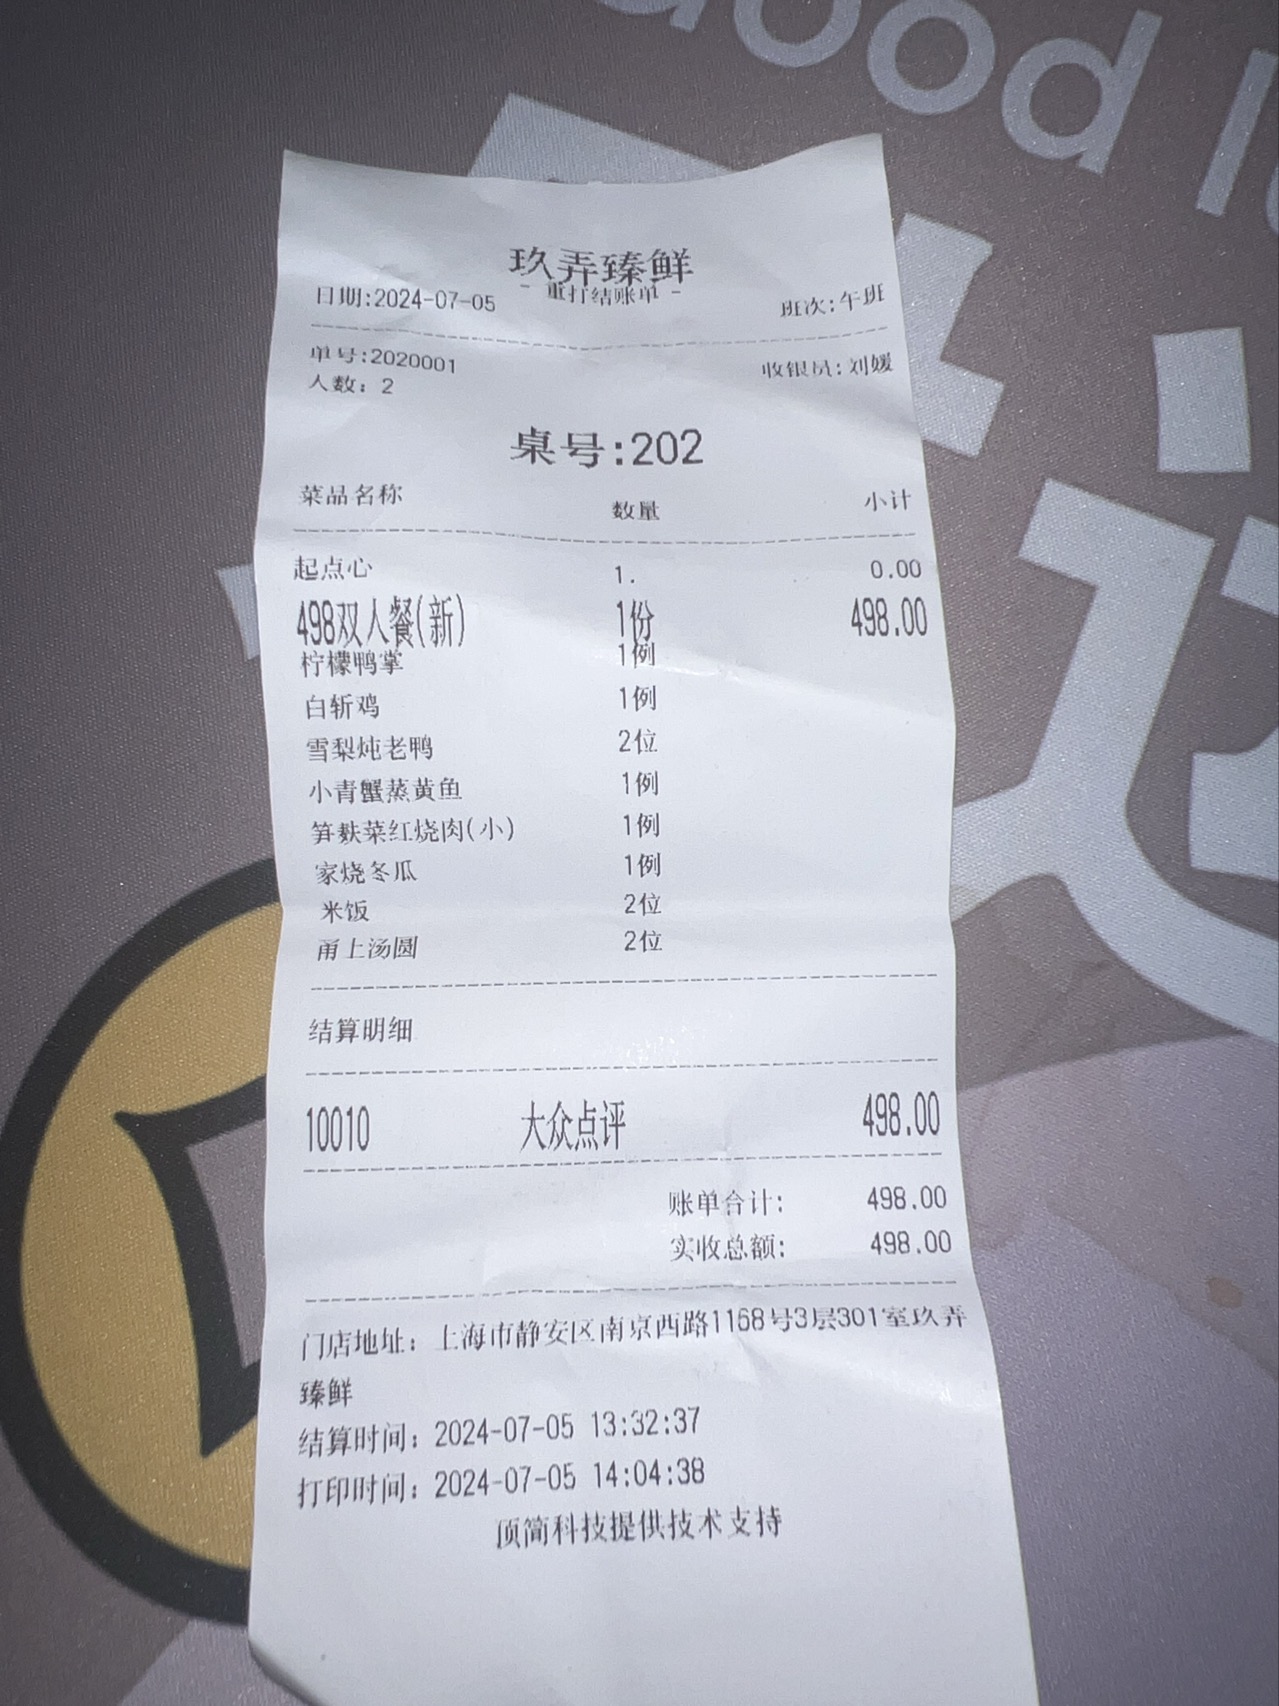 ood l
玖弄臻鲜
- 重打结账单 -
日期:2024-07-05 班次:午班
单号:2020001 收银员:刘媛
人数: 2
桌号:202
菜品名称 数量 小计
起点心 1. 0.00
498双人餐(新) 1份 498.00
柠檬鸭掌 1例
白斩鸡 1例
雪梨炖老鸭 2位
小青蟹蒸黄鱼 1例
笋麸菜红烧肉(小) 1例
家烧冬瓜 1例
米饭 2位
甬上汤圆 2位
结算明细
10010 大众点评 498.00
账单合计: 498.00
实收总额: 498.00
门店地址: 上海市静安区南京西路1168号3层301室玖弄
臻鲜
结算时间: 2024-07-05 13:32:37
打印时间: 2024-07-05 14:04:38
顶简科技提供技术支持